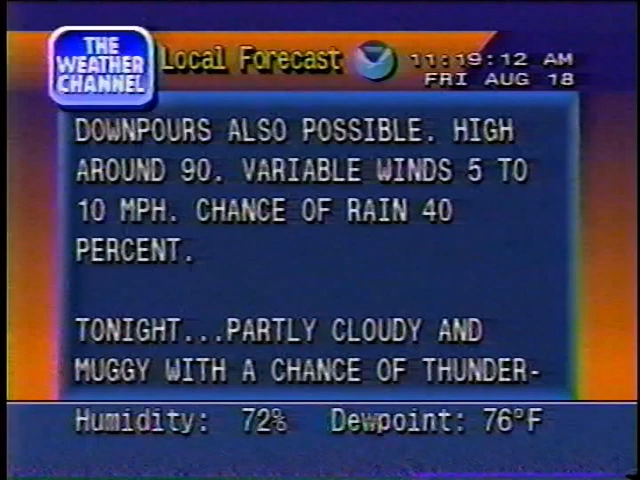 THE
WEATHER
CHANNEL
Local Forecast
11:19:12 AM
FRI AUG 18
DOWNPOURS ALSO POSSIBLE. HIGH
AROUND 90. VARIABLE WINDS 5 TO
10 MPH. CHANCE OF RAIN 40
PERCENT.
TONIGHT...PARTLY CLOUDY AND
MUGGY WITH A CHANCE OF THUNDER-
Humidity: 72% Dewpoint: 76°F